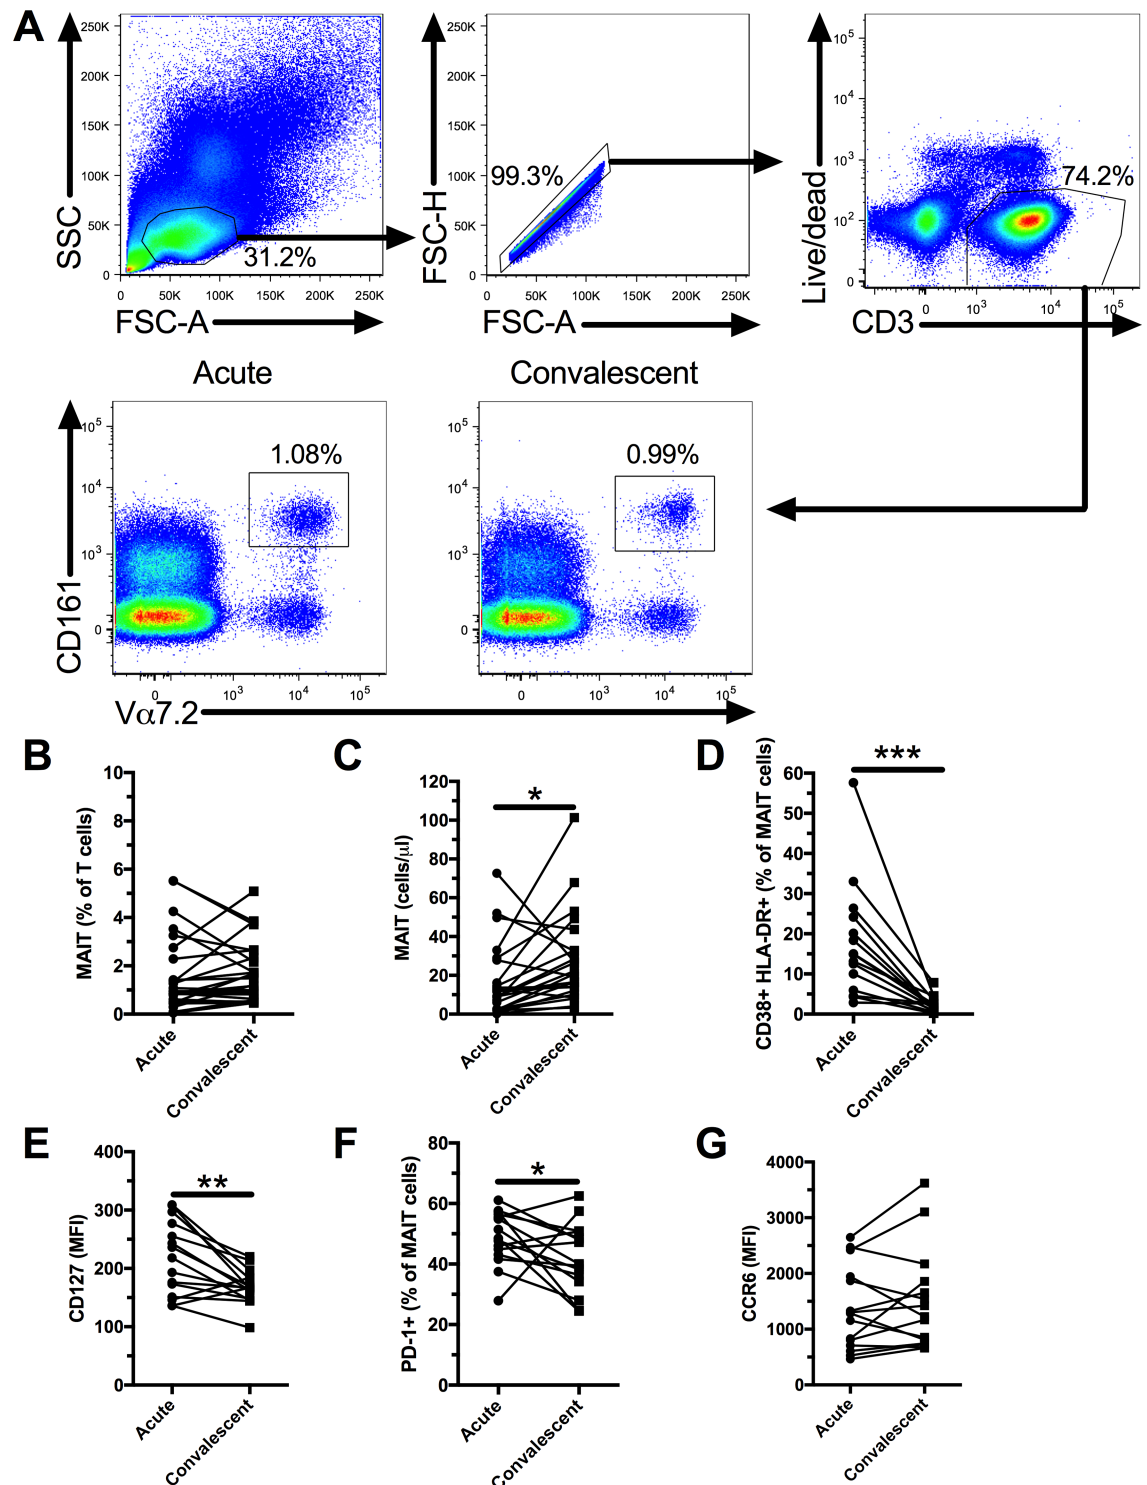 A
SSC
250K
200K
150K
100K
50K
0
31.2%
0 50K 100K 150K 200K 250K
FSC-A
FSC-H
250K
200K
150K
100K
50K
0
99.3%
0 50K 100K 150K 200K 250K
FSC-A
Live/dead
10^5
10^4
10^3
10^2
0
74.2%
0 10^3 10^4 10^5
CD3
Acute
Convalescent
CD161
10^5
10^4
10^3
0
1.08%
0 10^3 10^4 10^5
10^5
10^4
10^3
0
0.99%
0 10^3 10^4 10^5
Vα7.2
B
MAIT (% of T cells)
10
8
6
4
2
0
Acute
Convalescent
C
MAIT (cells/μl)
120
100
80
60
40
20
0
*
Acute
Convalescent
D
CD38+ HLA-DR+ (% of MAIT cells)
60
50
40
30
20
10
0
***
Acute
Convalescent
E
CD127 (MFI)
400
300
200
100
0
**
Acute
Convalescent
F
PD-1+ (% of MAIT cells)
80
60
40
20
0
*
Acute
Convalescent
G
CCR6 (MFI)
4000
3000
2000
1000
0
Acute
Convalescent